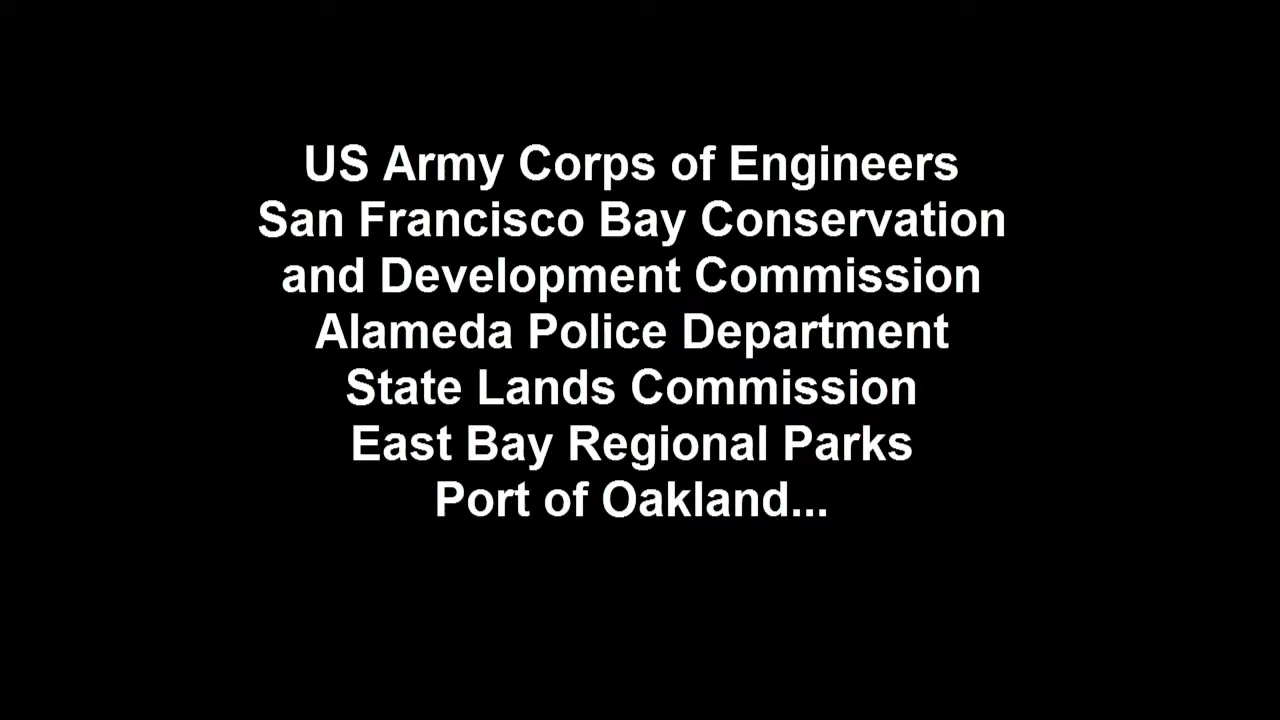 US Army Corps of Engineers
San Francisco Bay Conservation
and Development Commission
Alameda Police Department
State Lands Commission
East Bay Regional Parks
Port of Oakland...